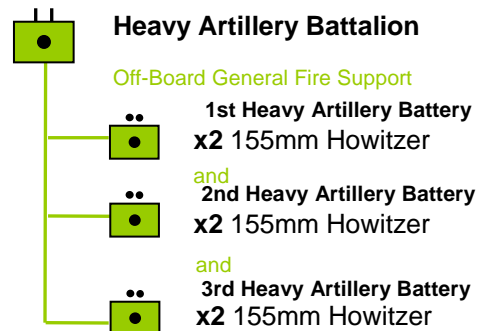 Heavy Artillery Battalion
Off-Board General Fire Support
1st Heavy Artillery Battery
x2 155mm Howitzer
and
2nd Heavy Artillery Battery
x2 155mm Howitzer
and
3rd Heavy Artillery Battery
x2 155mm Howitzer